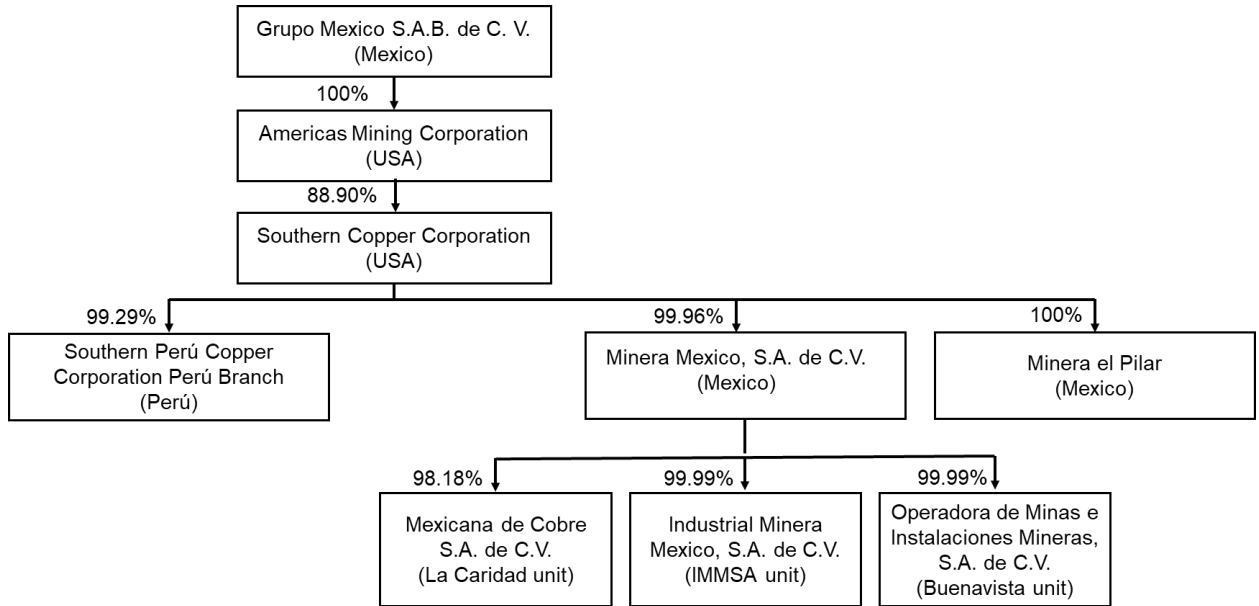 Grupo Mexico S.A.B. de C. V.
(Mexico)
100%
Americas Mining Corporation
(USA)
88.90%
Southern Copper Corporation
(USA)
99.29%
99.96%
100%
Southern Perú Copper
Corporation Perú Branch
(Perú)
Minera Mexico, S.A. de C.V.
(Mexico)
Minera el Pilar
(Mexico)
98.18%
99.99%
99.99%
Mexicana de Cobre
S.A. de C.V.
(La Caridad unit)
Industrial Minera
Mexico, S.A. de C.V.
(IMMSA unit)
Operadora de Minas e
Instalaciones Mineras,
S.A. de C.V.
(Buenavista unit)